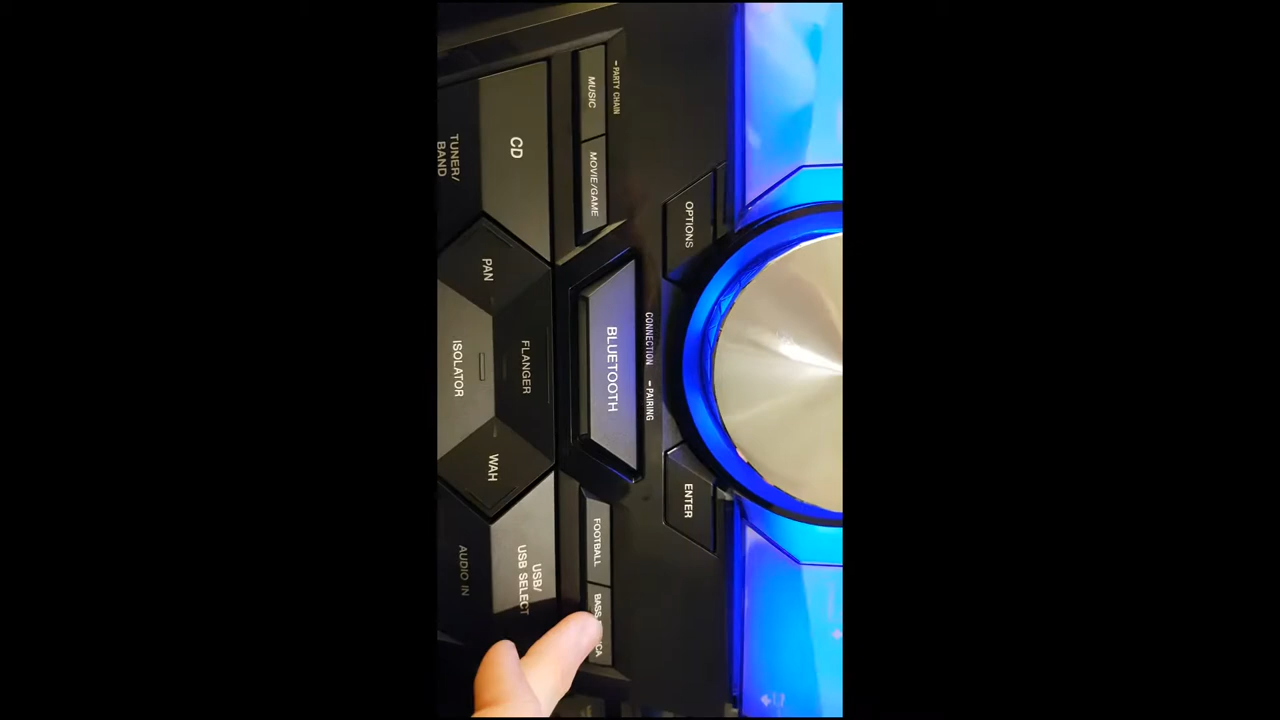 OPTIONS
ENTER
CONNECTION – PAIRING
– PARTY CHAIN
MUSIC
MOVIE/GAME
BLUETOOTH
FOOTBALL
CD
FLANGER
USB/
USB SELECT
PAN
WAH
TUNER/
BAND
ISOLATOR
AUDIO IN